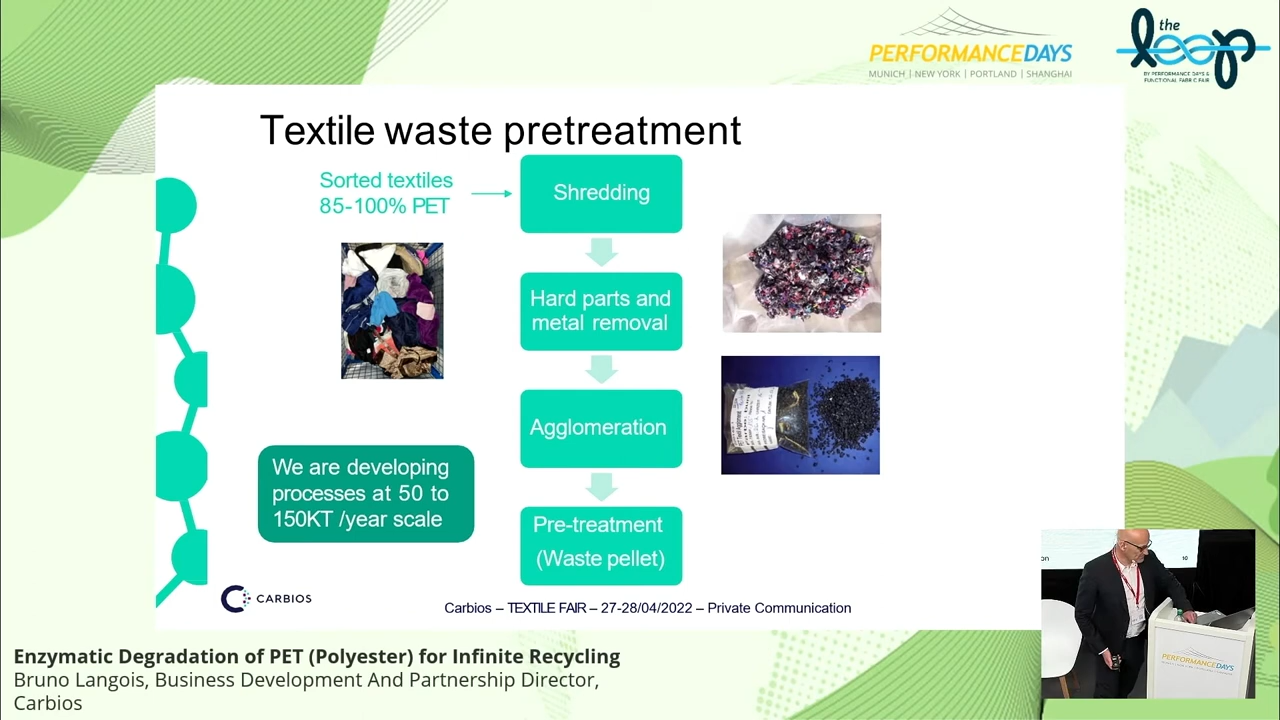 PERFORMANCEDAYS
MUNICH | NEW YORK | PORTLAND | SHANGHAI
the
loop
BY PERFORMANCE DAYS &
FUNCTIONAL FABRIC FAIR
Textile waste pretreatment
Sorted textiles
85-100% PET
Shredding
Hard parts and
metal removal
Agglomeration
We are developing
processes at 50 to
150KT /year scale
Pre-treatment
(Waste pellet)
CARBIOS
Carbios – TEXTILE FAIR – 27-28/04/2022 – Private Communication
10
PERFORMANCEDAYS
Enzymatic Degradation of PET (Polyester) for Infinite Recycling
Bruno Langois, Business Development And Partnership Director,
Carbios